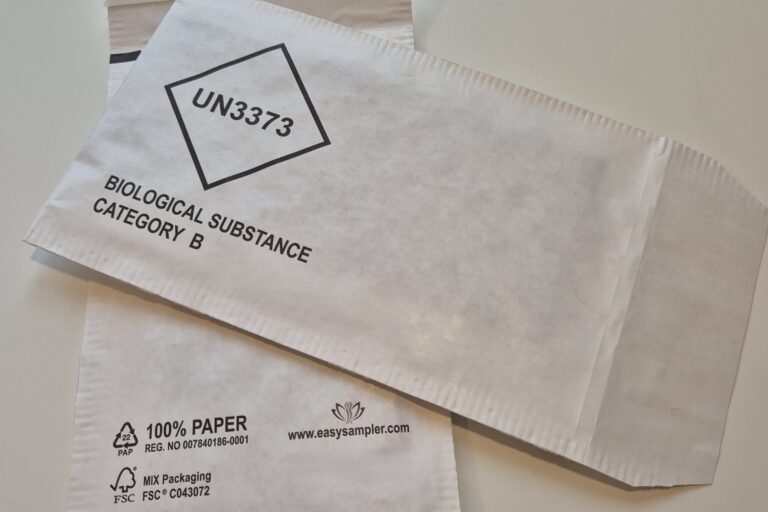 UN3373
BIOLOGICAL SUBSTANCE
CATEGORY B
22
PAP
100% PAPER
REG. NO 007840186-0001
www.easysampler.com
FSC
MIX Packaging
FSC® C043072